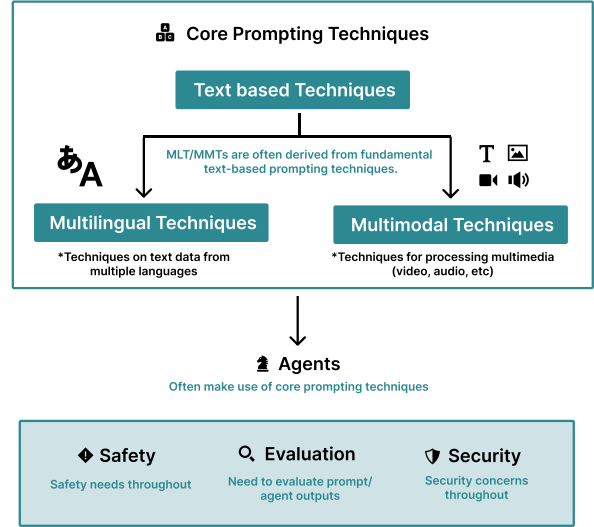 Core Prompting Techniques
Text based Techniques
MLT/MMTs are often derived from fundamental
text-based prompting techniques.
あA
T
Multilingual Techniques
Multimodal Techniques
*Techniques on text data from
multiple languages
*Techniques for processing multimedia
(video, audio, etc)
Agents
Often make use of core prompting techniques
Safety
Safety needs throughout
Evaluation
Need to evaluate prompt/
agent outputs
Security
Security concerns
throughout